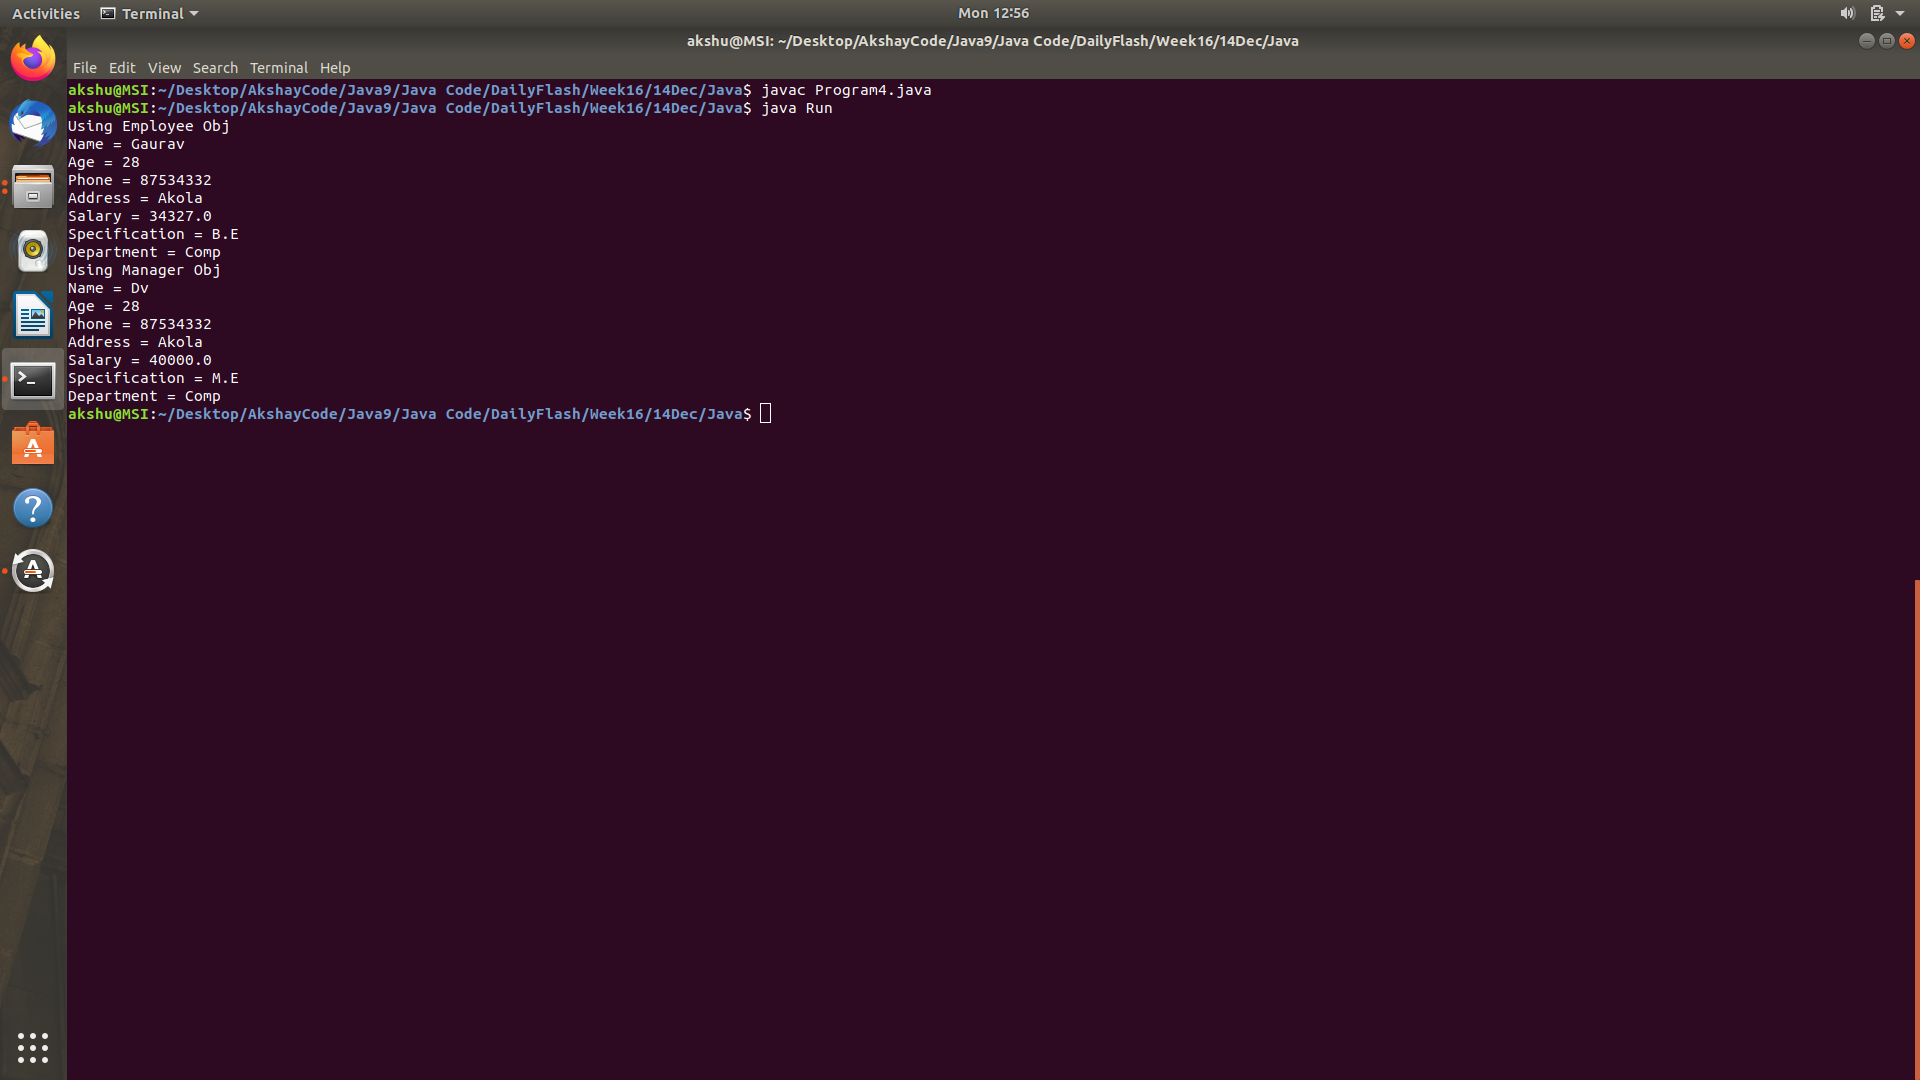 Activities Terminal Mon 12:56
akshu@MSI: ~/Desktop/AkshayCode/Java9/Java Code/DailyFlash/Week16/14Dec/Java
File Edit View Search Terminal Help
akshu@MSI:~/Desktop/AkshayCode/Java9/Java Code/DailyFlash/Week16/14Dec/Java$ javac Program4.java
akshu@MSI:~/Desktop/AkshayCode/Java9/Java Code/DailyFlash/Week16/14Dec/Java$ java Run
Using Employee Obj
Name = Gaurav
Age = 28
Phone = 87534332
Address = Akola
Salary = 34327.0
Specification = B.E
Department = Comp
Using Manager Obj
Name = Dv
Age = 28
Phone = 87534332
Address = Akola
Salary = 40000.0
Specification = M.E
Department = Comp
akshu@MSI:~/Desktop/AkshayCode/Java9/Java Code/DailyFlash/Week16/14Dec/Java$